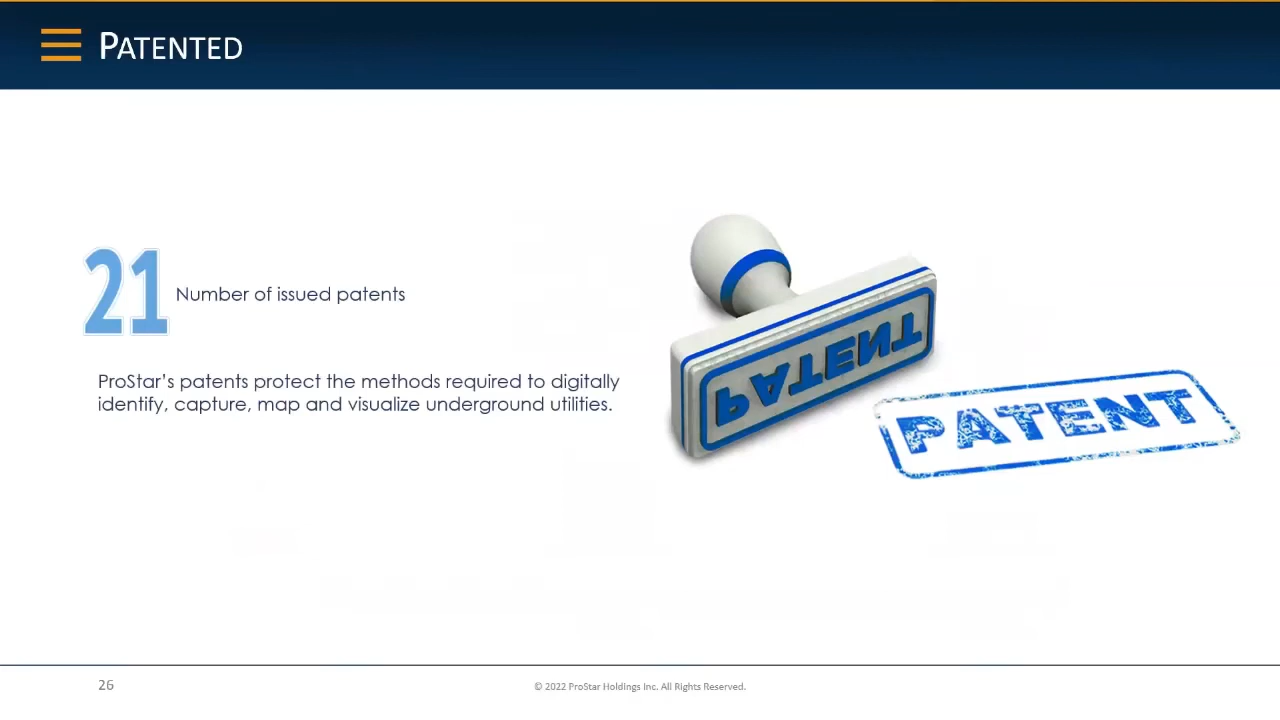 PATENTED
21 Number of issued patents
ProStar’s patents protect the methods required to digitally
identify, capture, map and visualize underground utilities.
PATENT
PATENT
26
© 2022 ProStar Holdings Inc. All Rights Reserved.